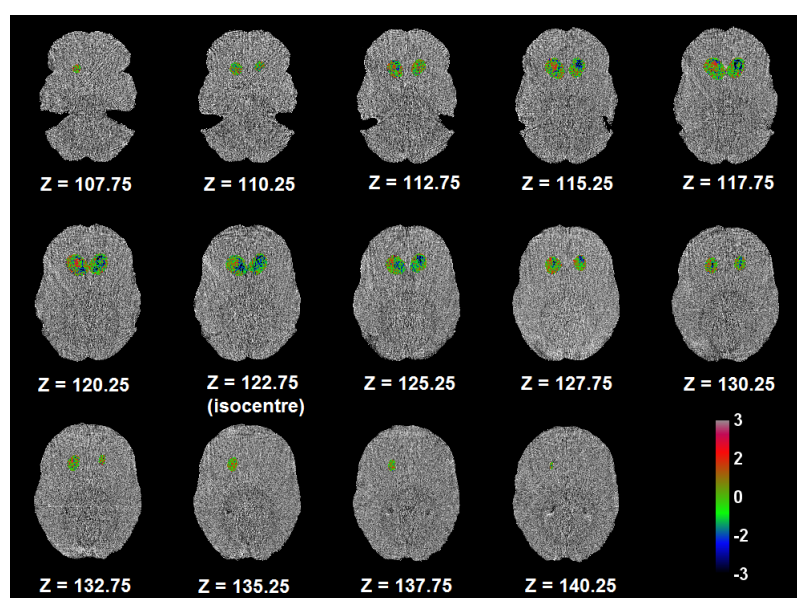 Z = 107.75
Z = 110.25
Z = 112.75
Z = 115.25
Z = 117.75
Z = 120.25
Z = 122.75
(isocentre)
Z = 125.25
Z = 127.75
Z = 130.25
3
2
0
-2
-3
Z = 132.75
Z = 135.25
Z = 137.75
Z = 140.25